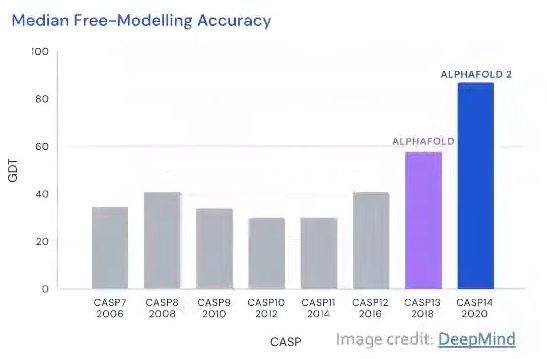 Median Free-Modelling Accuracy
100
80
60
40
20
0
GDT
ALPHAFOLD 2
ALPHAFOLD
CASP7 CASP8 CASP9 CASP10 CASP11 CASP12 CASP13 CASP14
2006 2008 2010 2012 2014 2016 2018 2020
CASP
Image credit: DeepMind